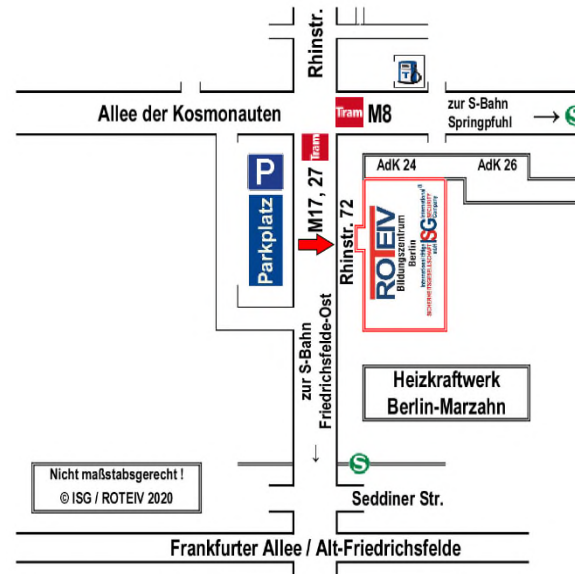 Rhinstr.
Allee der Kosmonauten
Tram M8
zur S-Bahn
Springpfuhl
→ S
Tram
M17, 27
P
Parkplatz
Rhinstr. 72
AdK 24
AdK 26
ROTEIV
Bildungszentrum
Berlin
ISG
zur S-Bahn
Friedrichsfelde-Ost
←
Heizkraftwerk
Berlin-Marzahn
S
Nicht maßstabsgerecht !
© ISG / ROTEIV 2020
Seddiner Str.
Frankfurter Allee / Alt-Friedrichsfelde